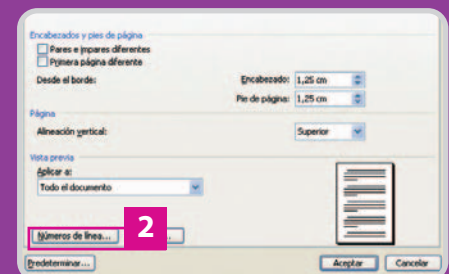 Encabezados y pies de página
Pares e impares diferentes
Primera página diferente
Desde el borde:
Encabezado: 1,25 cm
Pie de página: 1,25 cm
Página
Alineación vertical: Superior
Vista previa
Aplicar a:
Todo el documento
Números de línea... 2 ...
Predeterminar... Aceptar Cancelar